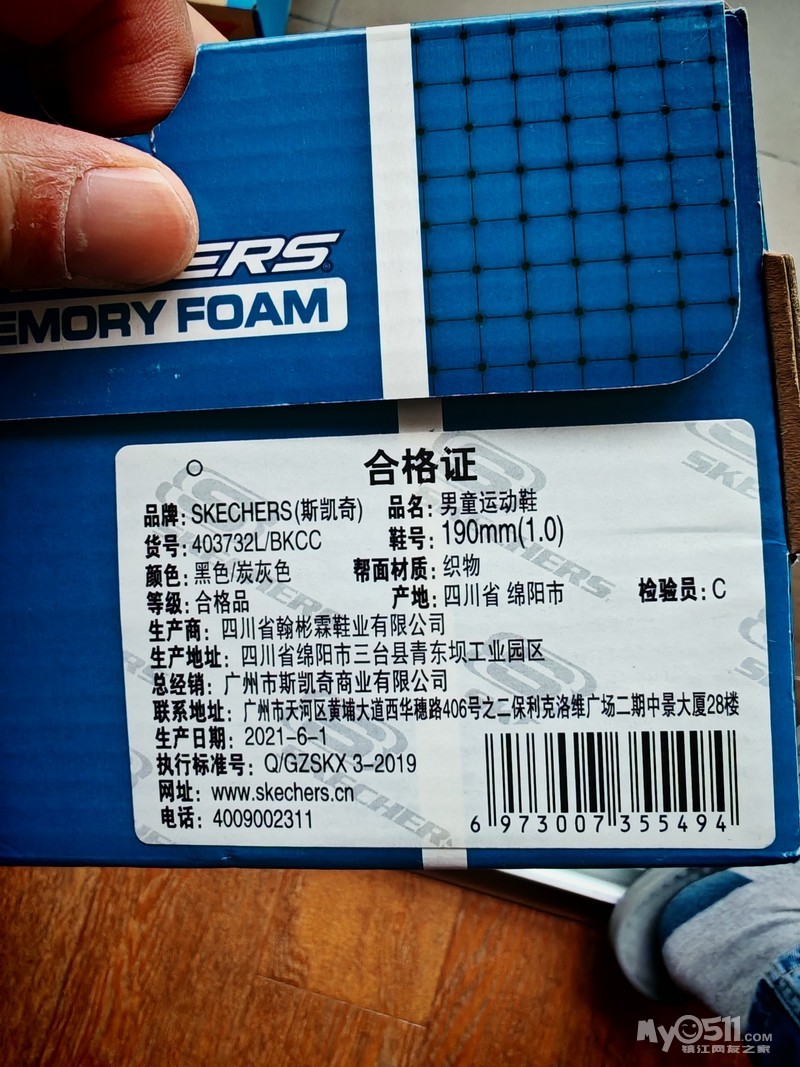 ERS
EMORY FOAM
合格证
品牌: SKECHERS(斯凯奇) 品名: 男童运动鞋
货号: 403732L/BKCC 鞋号: 190mm(1.0)
颜色: 黑色/炭灰色 帮面材质: 织物
等级: 合格品 产地: 四川省 绵阳市 检验员: C
生产商: 四川省翰彬霖鞋业有限公司
生产地址: 四川省绵阳市三台县青东坝工业园区
总经销: 广州市斯凯奇商业有限公司
联系地址: 广州市天河区黄埔大道西华穗路406号之二保利克洛维广场二期中景大厦28楼
生产日期: 2021-6-1
执行标准号: Q/GZSKX 3-2019
网址: www.skechers.cn
电话: 4009002311
6 973007 355494
SKECHERS
SKECHERS
My0511.COM
镇江网友之家